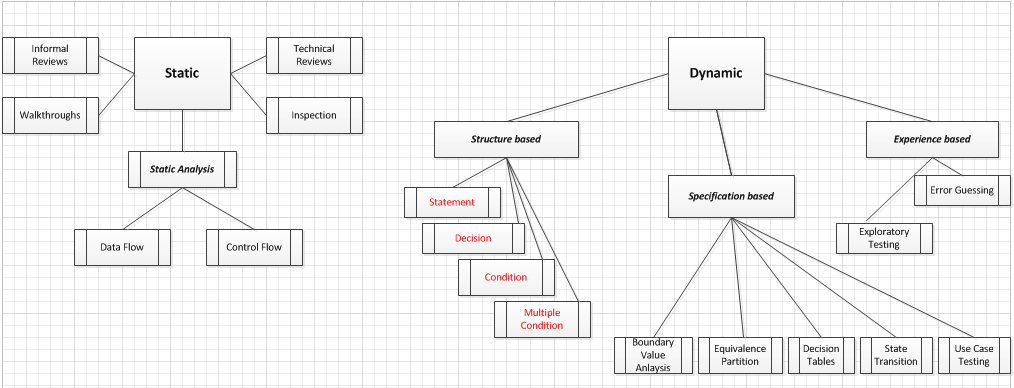 Informal
Reviews
Static
Technical
Reviews
Walkthroughs
Inspection
Static Analysis
Data Flow
Control Flow
Dynamic
Structure based
Experience based
Statement
Decision
Condition
Multiple
Condition
Specification based
Error Guessing
Exploratory
Testing
Boundary
Value
Anlaysis
Equivalence
Partition
Decision
Tables
State
Transition
Use Case
Testing